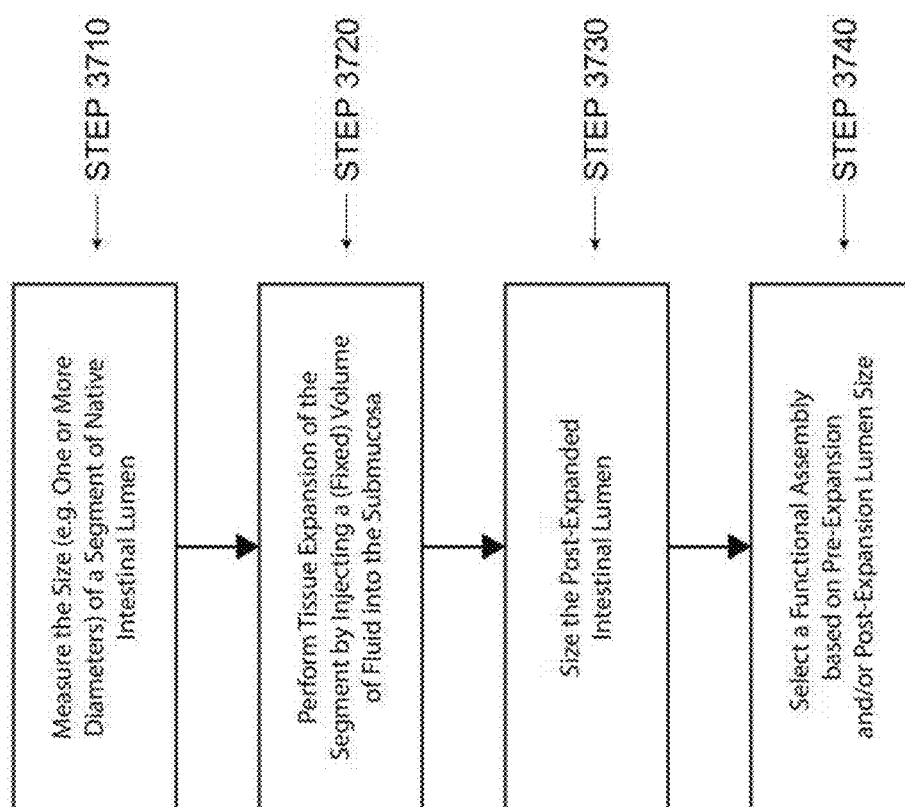 Measure the Size (e.g. One or More
Diameters) of a Segment of Native
Intestinal Lumen
STEP 3710
Perform Tissue Expansion of the
Segment by Injecting a (Fixed) Volume
of Fluid into the Submucosa
STEP 3720
Size the Post-Expanded
Intestinal Lumen
STEP 3730
Select a Functional Assembly
based on Pre-Expansion
and/or Post-Expansion Lumen Size
STEP 3740